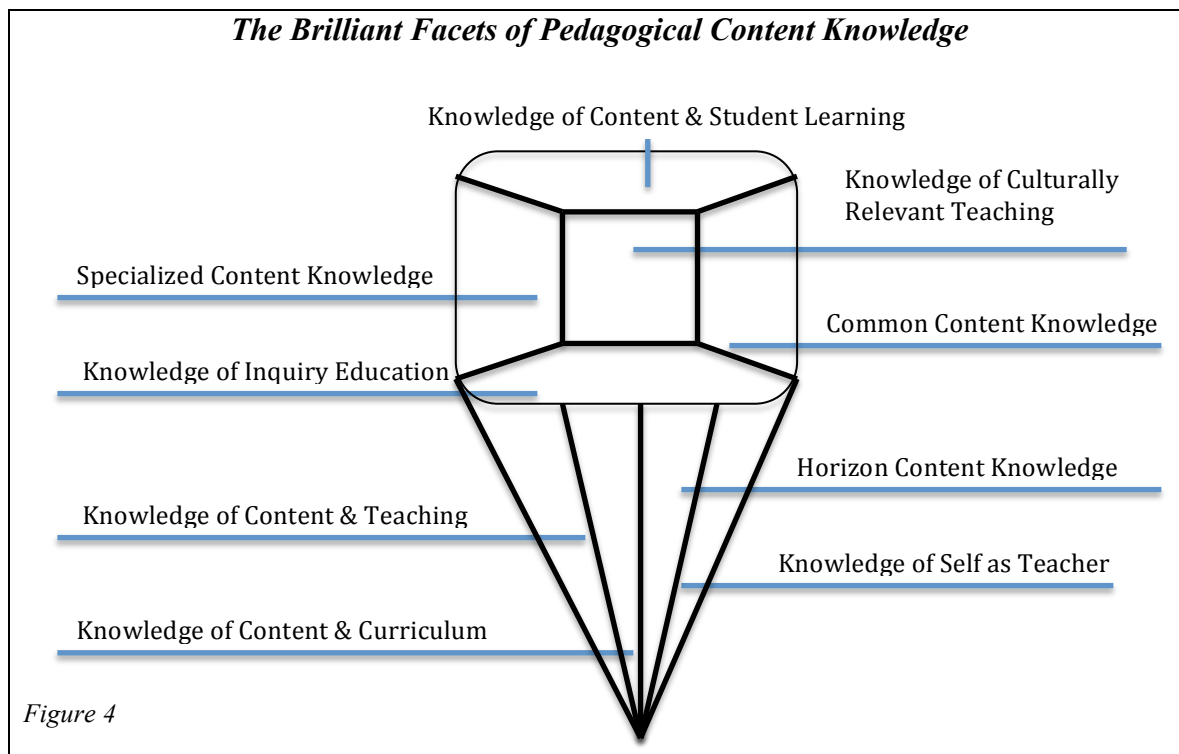 The Brilliant Facets of Pedagogical Content Knowledge
Knowledge of Content & Student Learning
Knowledge of Culturally
Relevant Teaching
Specialized Content Knowledge
Common Content Knowledge
Knowledge of Inquiry Education
Horizon Content Knowledge
Knowledge of Content & Teaching
Knowledge of Self as Teacher
Knowledge of Content & Curriculum
Figure 4